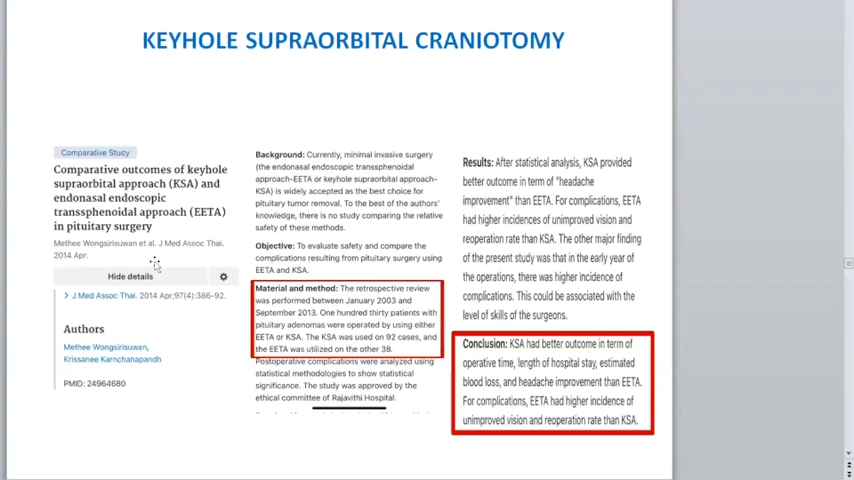 KEYHOLE SUPRAORBITAL CRANIOTOMY
Comparative Study
Comparative outcomes of keyhole
supraorbital approach (KSA) and
endonasal endoscopic
transsphenoidal approach (EETA)
in pituitary surgery
Methee Wongsirisuwan et al. J Med Assoc Thai.
2014 Apr.
Hide details
> J Med Assoc Thai. 2014 Apr;97(4):386-92.
Authors
Methee Wongsirisuwan,
Krissanee Karnchanapandh
PMID: 24964680
Background: Currently, minimal invasive surgery
(the endonasal endoscopic transsphenoidal
approach-EETA or keyhole supraorbital approach-
KSA) is widely accepted as the best choice for
pituitary tumor removal. To the best of the authors'
knowledge, there is no study comparing the relative
safety of these methods.
Objective: To evaluate safety and compare the
complications resulting from pituitary surgery using
EETA and KSA.
Material and method: The retrospective review
was performed between January 2003 and
September 2013. One hundred thirty patients with
pituitary adenomas were operated by using either
EETA or KSA. The KSA was used on 92 cases, and
the EETA was utilized on the other 38.
Postoperative complications were analyzed using
statistical methodologies to show statistical
significance. The study was approved by the
ethical committee of Rajavithi Hospital.
Results: After statistical analysis, KSA provided
better outcome in term of "headache
improvement" than EETA. For complications, EETA
had higher incidences of unimproved vision and
reoperation rate than KSA. The other major finding
of the present study was that in the early year of
the operations, there was higher incidence of
complications. This could be associated with the
level of skills of the surgeons.
Conclusion: KSA had better outcome in term of
operative time, length of hospital stay, estimated
blood loss, and headache improvement than EETA.
For complications, EETA had higher incidence of
unimproved vision and reoperation rate than KSA.